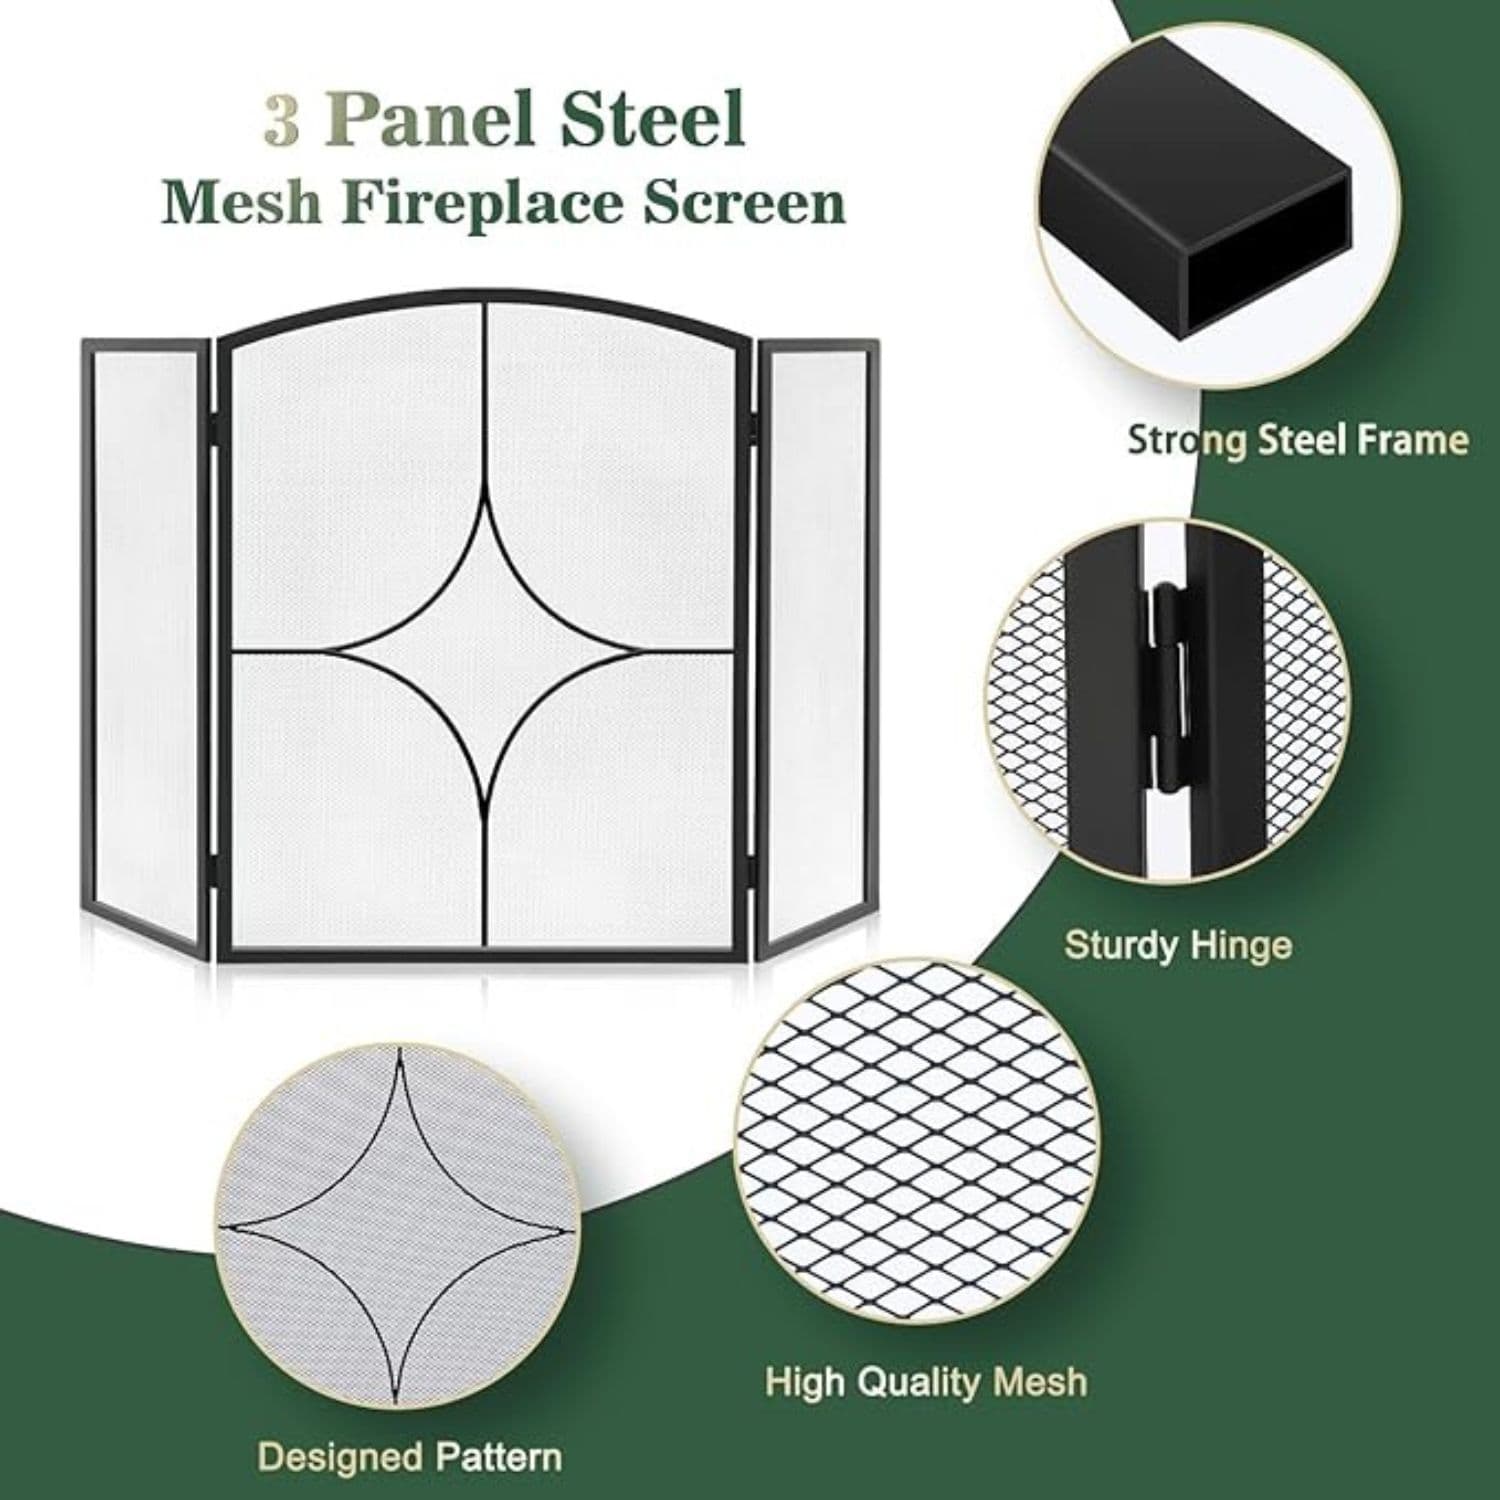 3 Panel Steel
Mesh Fireplace Screen
Strong Steel Frame
Sturdy Hinge
High Quality Mesh
Designed Pattern